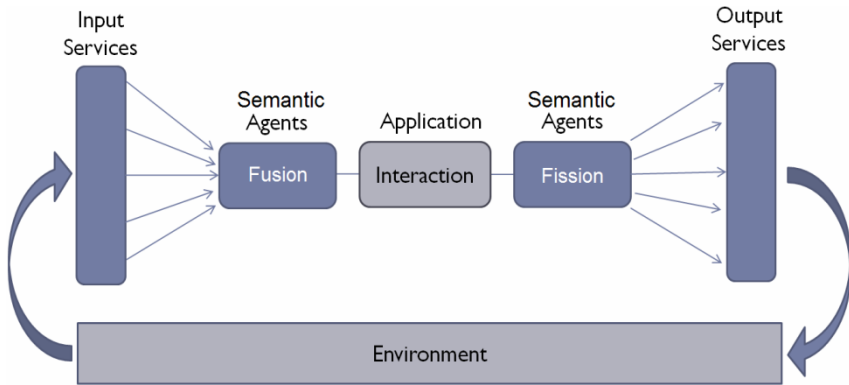 Input
Services
Semantic
Agents
Fusion
Application
Interaction
Semantic
Agents
Fission
Output
Services
Environment